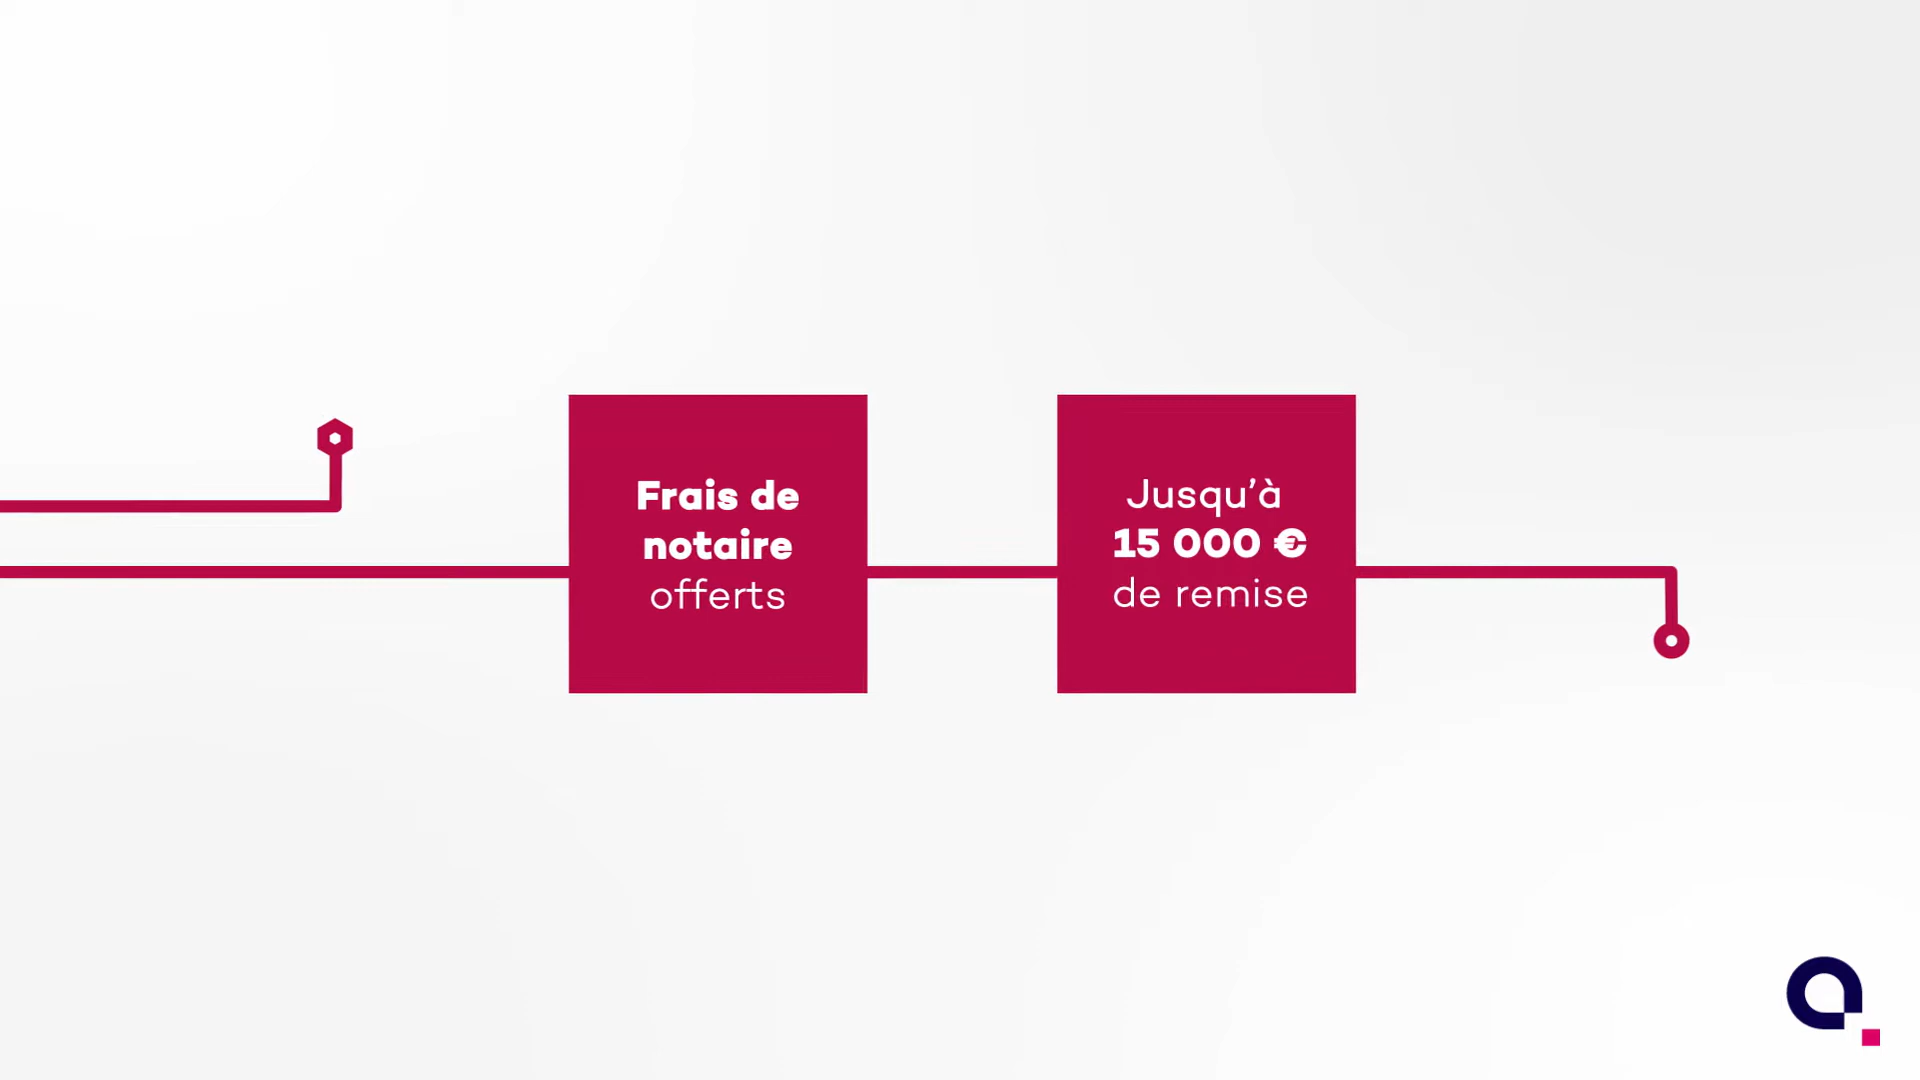 Frais de
notaire
offerts
Jusqu’à
15 000 €
de remise